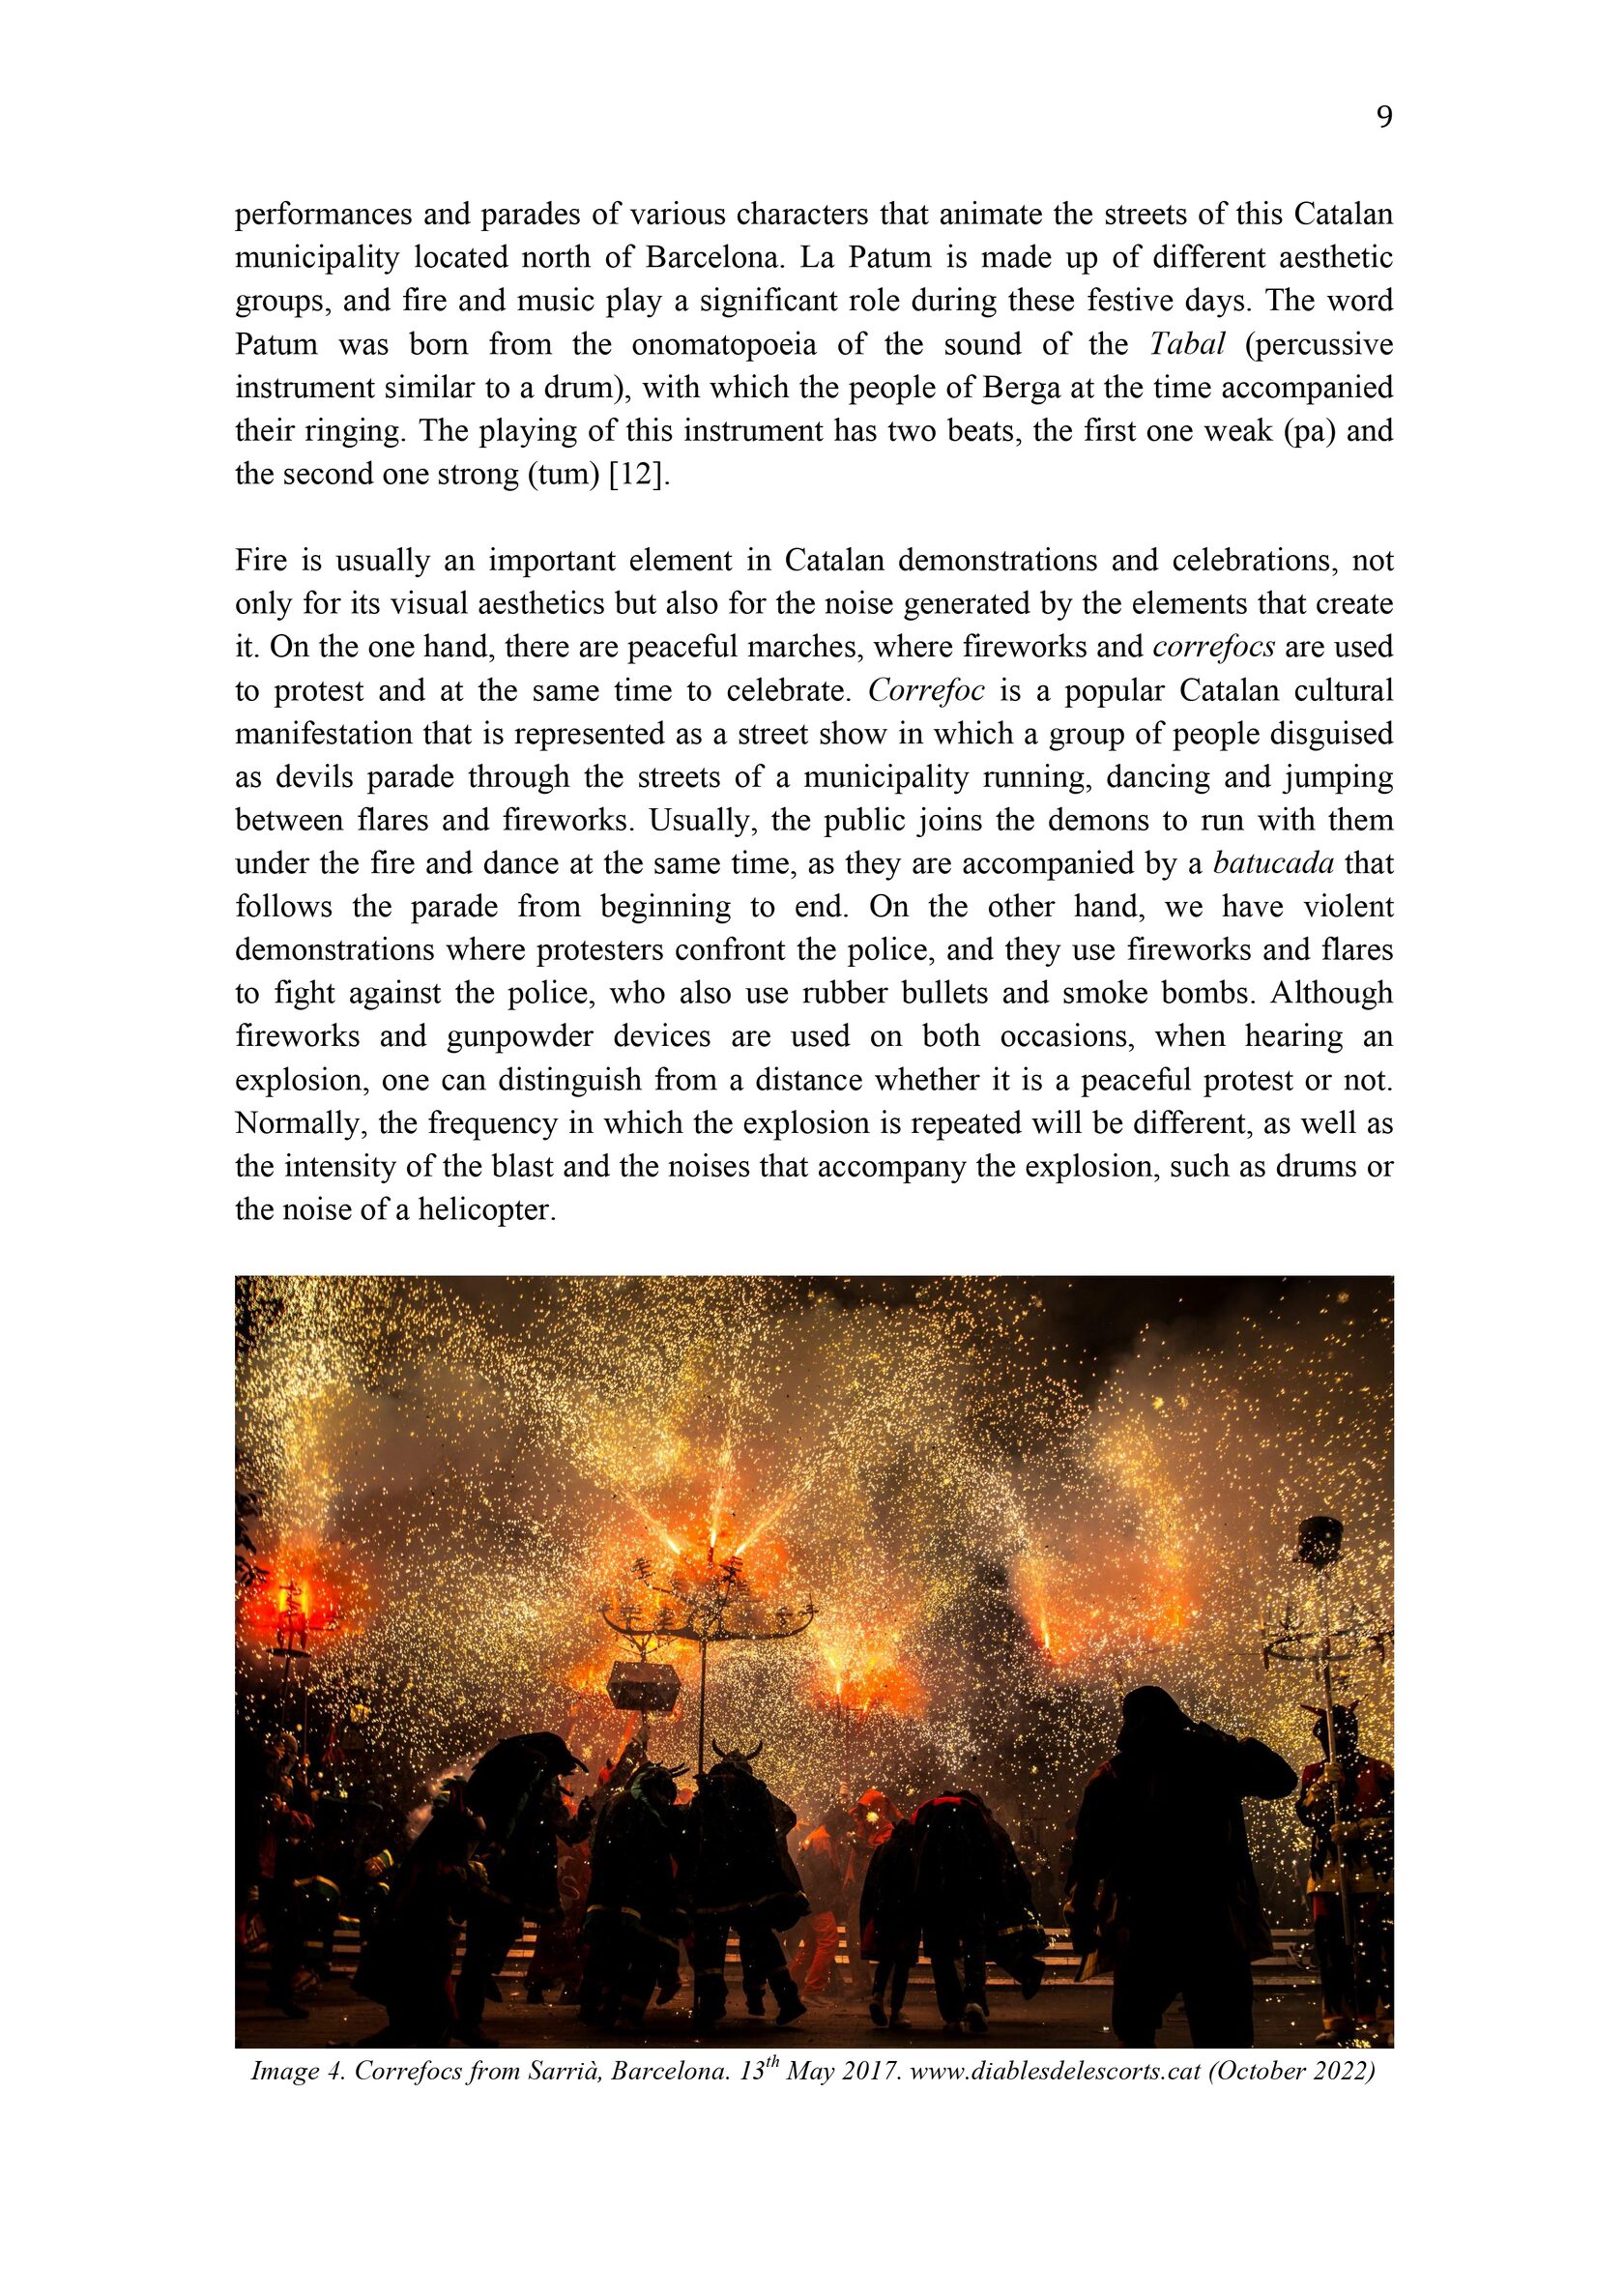 9
performances and parades of various characters that animate the streets of this Catalan
municipality located north of Barcelona. La Patum is made up of different aesthetic
groups, and fire and music play a significant role during these festive days. The word
Patum was born from the onomatopoeia of the sound of the Tabal (percussive
instrument similar to a drum), with which the people of Berga at the time accompanied
their ringing. The playing of this instrument has two beats, the first one weak (pa) and
the second one strong (tum) [12].
Fire is usually an important element in Catalan demonstrations and celebrations, not
only for its visual aesthetics but also for the noise generated by the elements that create
it. On the one hand, there are peaceful marches, where fireworks and correfocs are used
to protest and at the same time to celebrate. Correfoc is a popular Catalan cultural
manifestation that is represented as a street show in which a group of people disguised
as devils parade through the streets of a municipality running, dancing and jumping
between flares and fireworks. Usually, the public joins the demons to run with them
under the fire and dance at the same time, as they are accompanied by a batucada that
follows the parade from beginning to end. On the other hand, we have violent
demonstrations where protesters confront the police, and they use fireworks and flares
to fight against the police, who also use rubber bullets and smoke bombs. Although
fireworks and gunpowder devices are used on both occasions, when hearing an
explosion, one can distinguish from a distance whether it is a peaceful protest or not.
Normally, the frequency in which the explosion is repeated will be different, as well as
the intensity of the blast and the noises that accompany the explosion, such as drums or
the noise of a helicopter.
Image 4. Correfocs from Sarrià, Barcelona. 13th May 2017. www.diablesdelescorts.cat (October 2022)